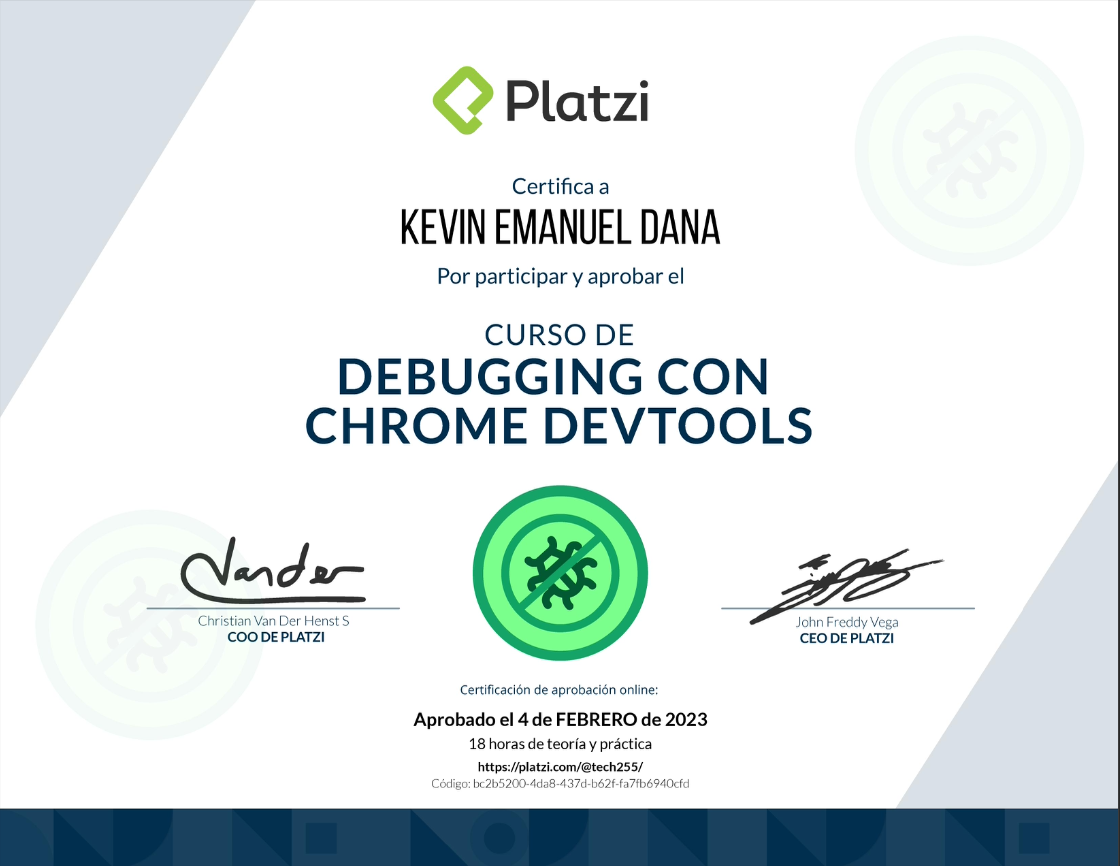 Platzi
Certifica a
KEVIN EMANUEL DANA
Por participar y aprobar el
CURSO DE
DEBUGGING CON
CHROME DEVTOOLS
Vander
Christian Van Der Henst S
COO DE PLATZI
John Freddy Vega
CEO DE PLATZI
Certificación de aprobación online:
Aprobado el 4 de FEBRERO de 2023
18 horas de teoría y práctica
https://platzi.com/@tech255/
Código: bc2b5200-4da8-437d-b62f-fa7fb6940cfd